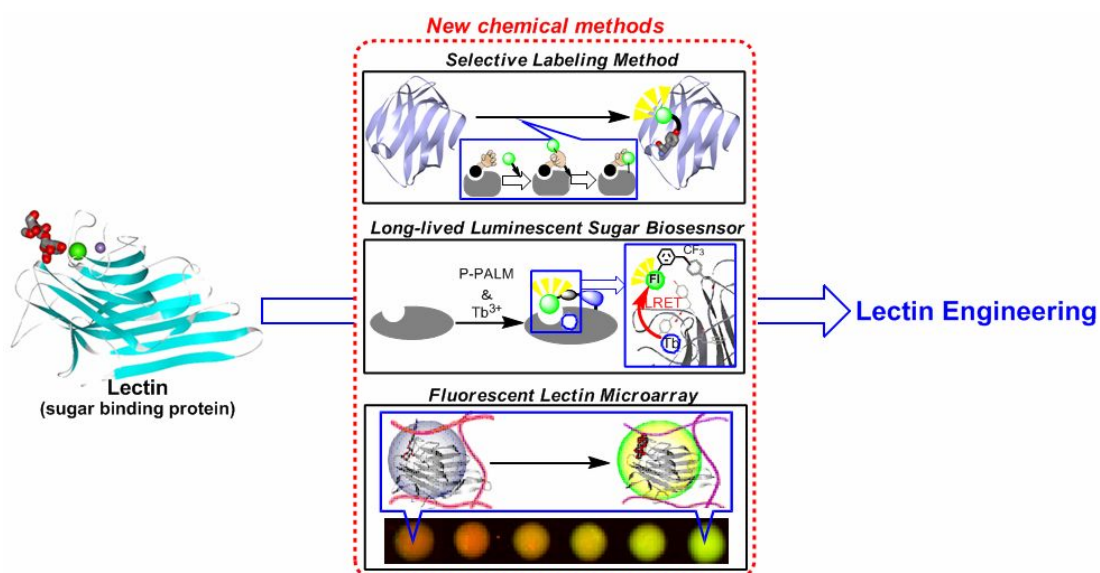 New chemical methods
Selective Labeling Method
Long-lived Luminescent Sugar Biosesnsor
P-PALM
&
Tb3+
CF3
Fl
LRET
Tb
Fluorescent Lectin Microarray
Lectin
(sugar binding protein)
Lectin Engineering